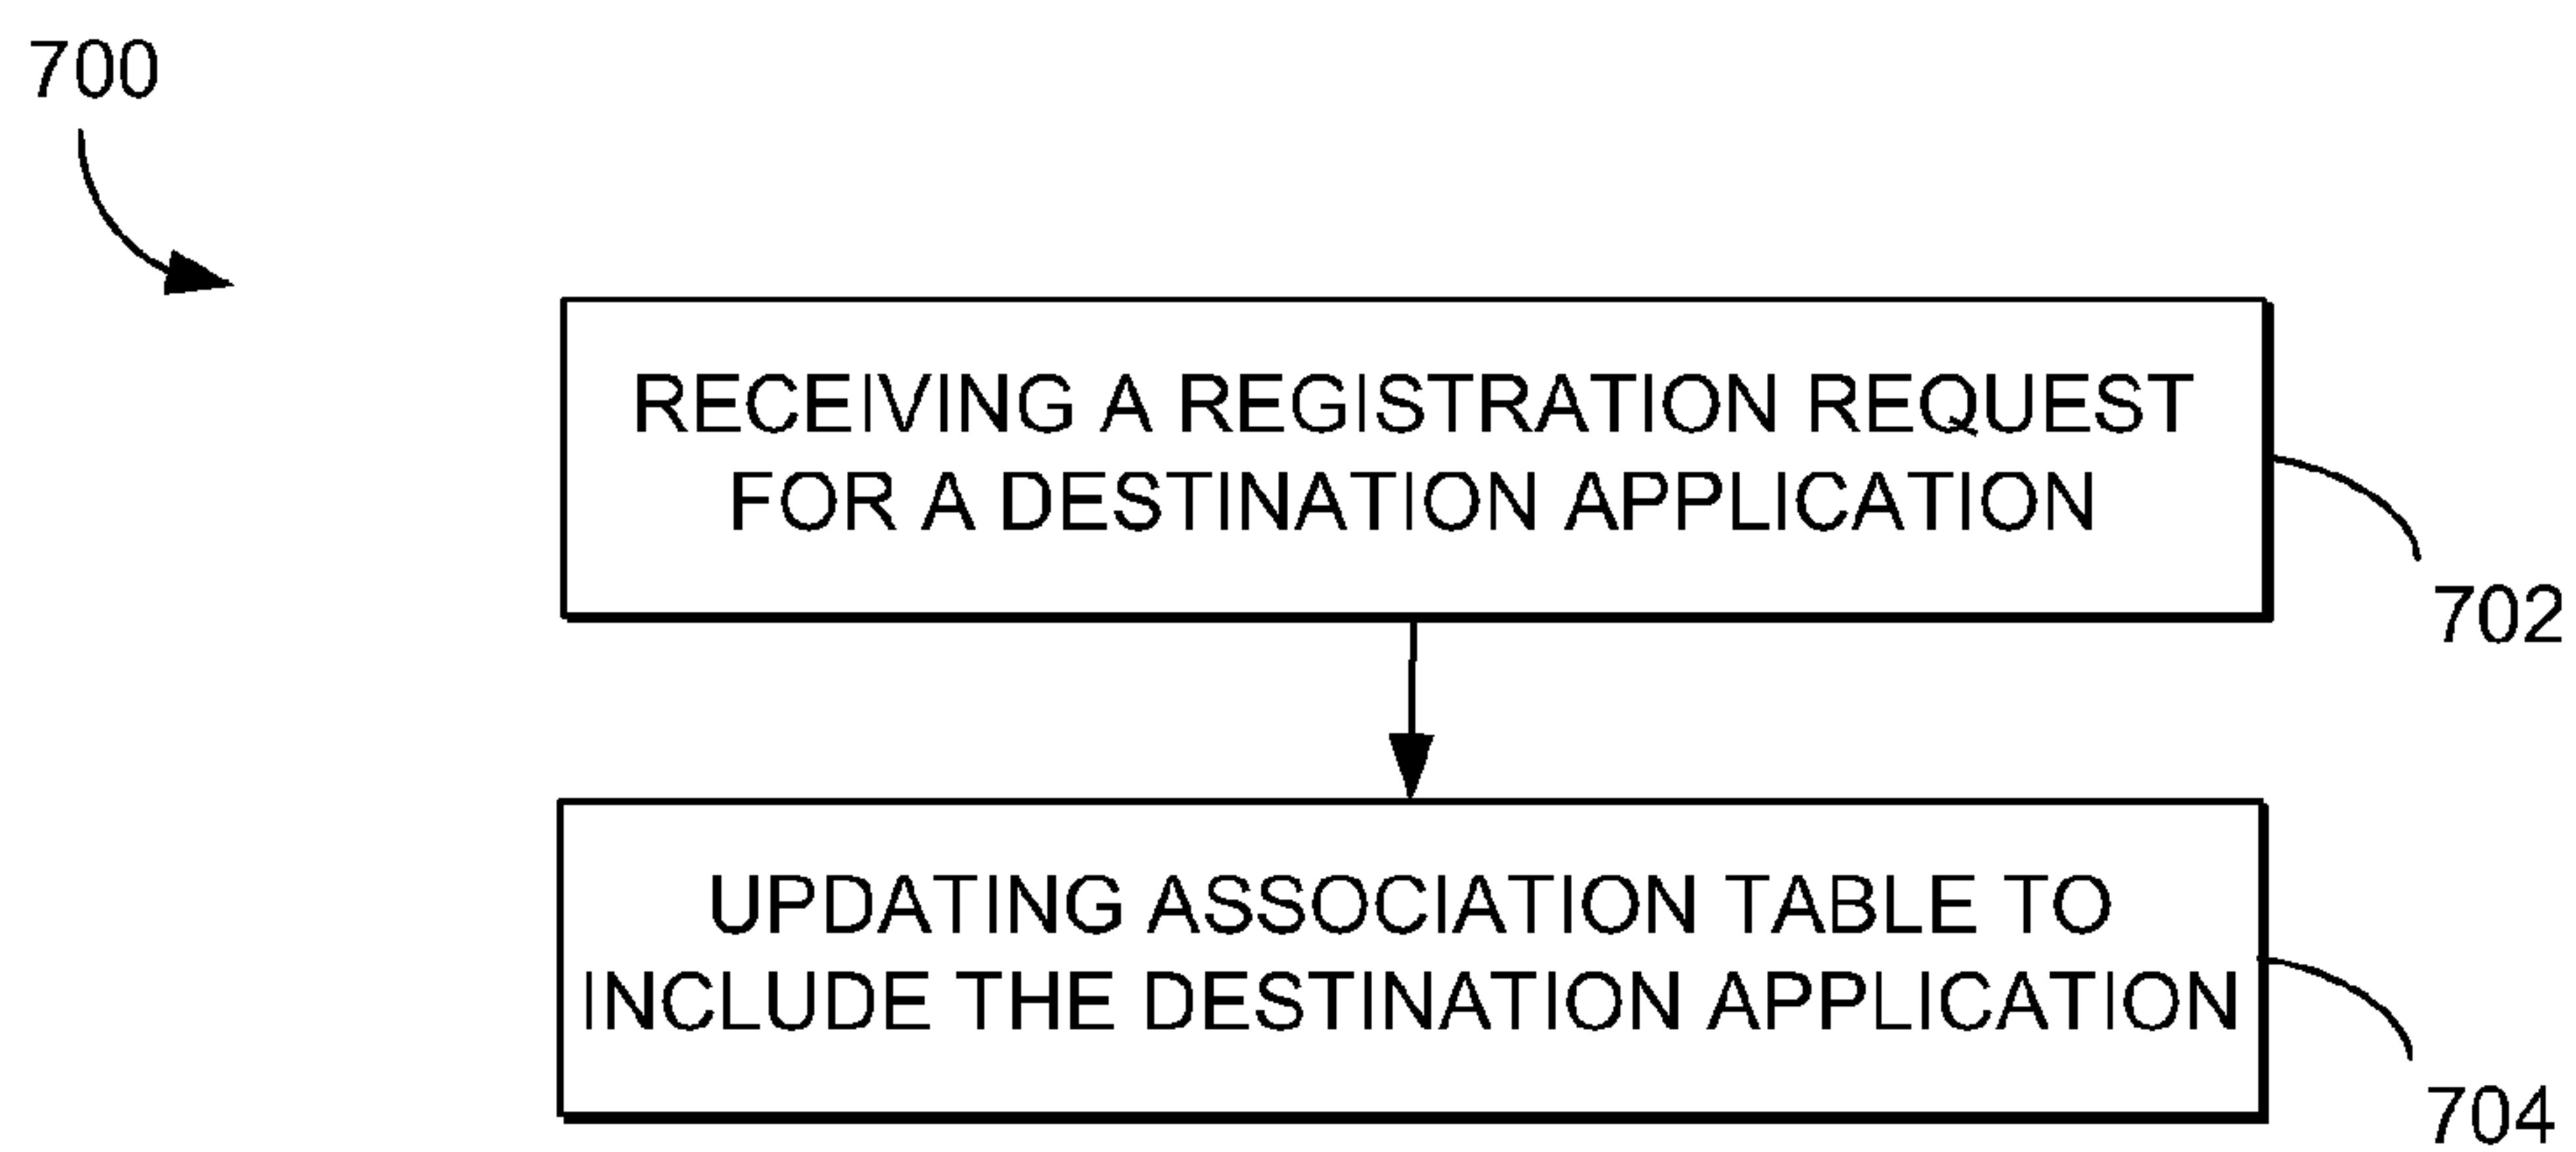 700
RECEIVING A REGISTRATION REQUEST
FOR A DESTINATION APPLICATION
702
UPDATING ASSOCIATION TABLE TO
INCLUDE THE DESTINATION APPLICATION
704